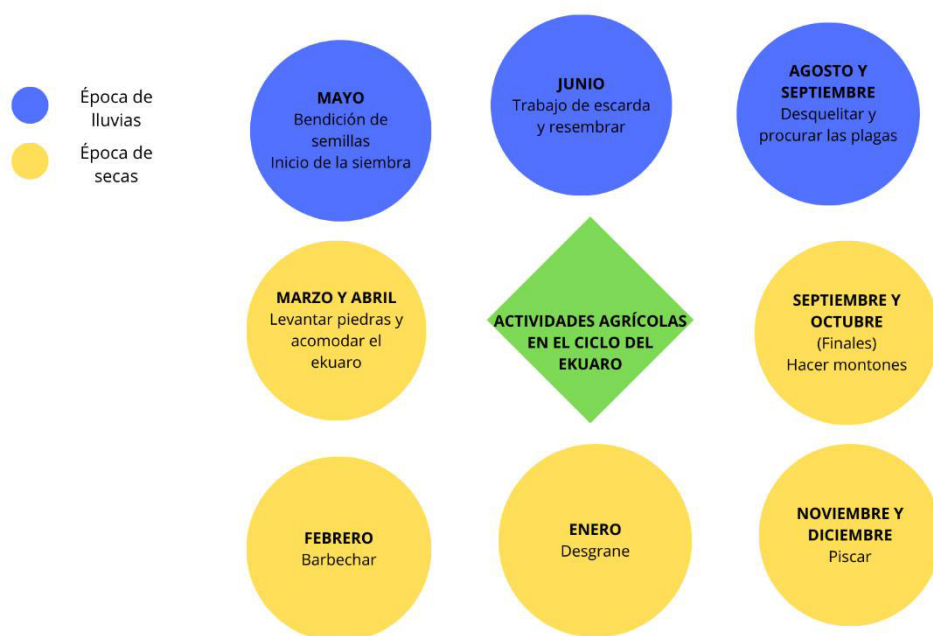 Época de
lluvias
Época de
secas
MAYO
Bendición de
semillas
Inicio de la siembra
JUNIO
Trabajo de escarda
y resembrar
AGOSTO Y
SEPTIEMBRE
Desquelitar y
procurar las plagas
MARZO Y ABRIL
Levantar piedras y
acomodar el
ekuaro
ACTIVIDADES AGRÍCOLAS
EN EL CICLO DEL
EKUARO
SEPTIEMBRE Y
OCTUBRE
(Finales)
Hacer montones
FEBRERO
Barbechar
ENERO
Desgrane
NOVIEMBRE Y
DICIEMBRE
Piscar